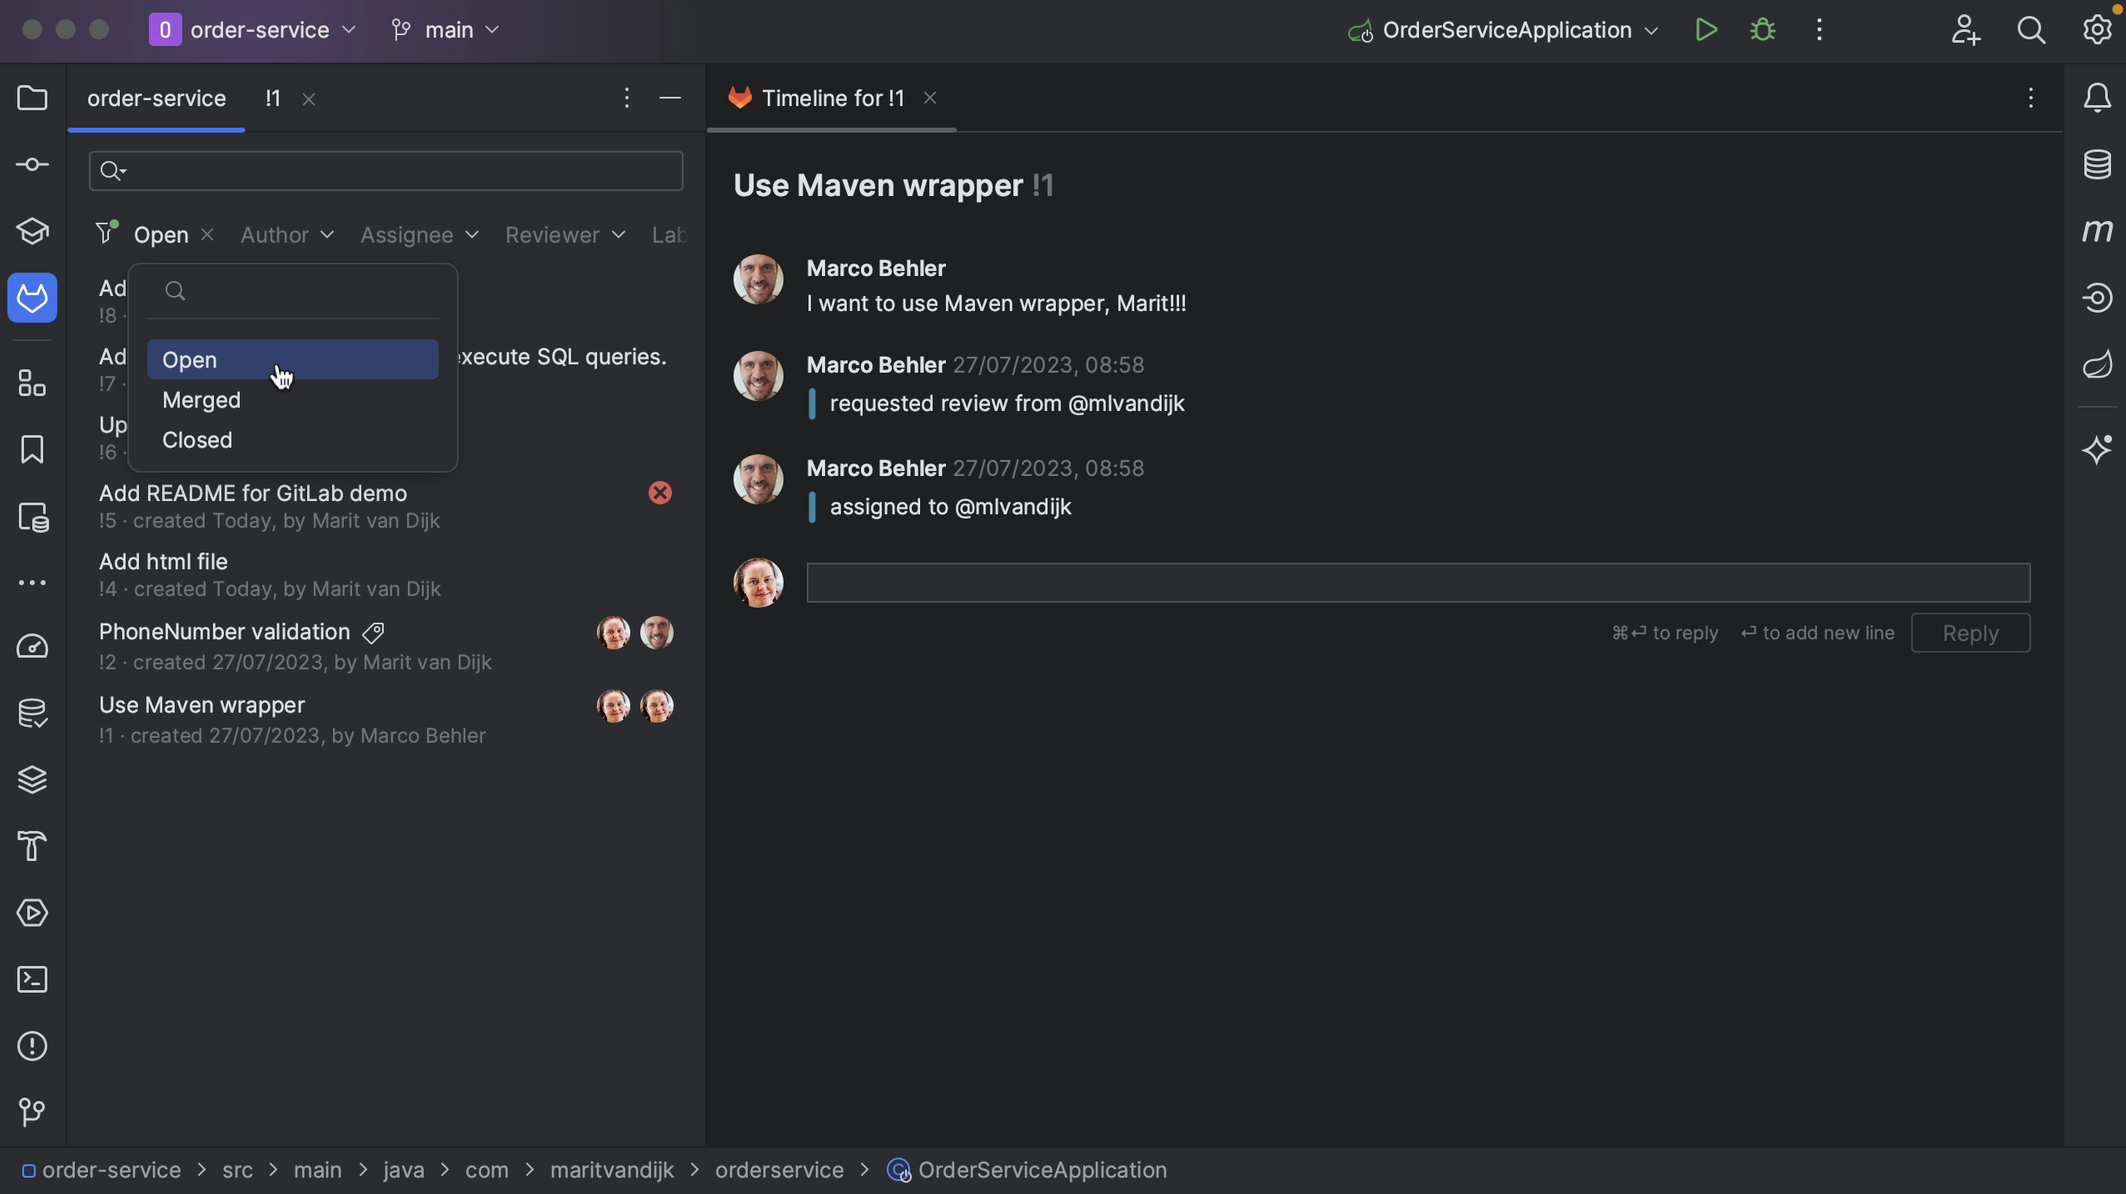 order-service main OrderServiceApplication
order-service !1
Timeline for !1
Open Author Assignee Reviewer Lab
Ad
!8 ·
Open
Merged
Closed
Ad execute SQL queries.
!7 ·
Up
!6 ·
Add README for GitLab demo
!5 · created Today, by Marit van Dijk
Add html file
!4 · created Today, by Marit van Dijk
PhoneNumber validation
!2 · created 27/07/2023, by Marit van Dijk
Use Maven wrapper
!1 · created 27/07/2023, by Marco Behler
Use Maven wrapper !1
Marco Behler
I want to use Maven wrapper, Marit!!!
Marco Behler 27/07/2023, 08:58
requested review from @mlvandijk
Marco Behler 27/07/2023, 08:58
assigned to @mlvandijk
⌘⏎ to reply ⏎ to add new line Reply
order-service > src > main > java > com > maritvandijk > orderservice > OrderServiceApplication